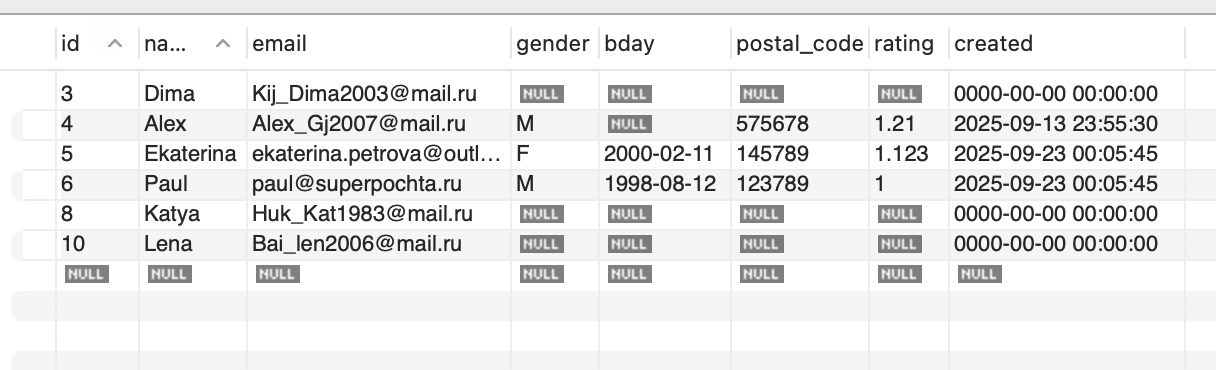 id na... email gender bday postal_code rating created
3 Dima Kij_Dima2003@mail.ru NULL NULL NULL NULL 0000-00-00 00:00:00
4 Alex Alex_Gj2007@mail.ru M NULL 575678 1.21 2025-09-13 23:55:30
5 Ekaterina ekaterina.petrova@outl... F 2000-02-11 145789 1.123 2025-09-23 00:05:45
6 Paul paul@superpochta.ru M 1998-08-12 123789 1 2025-09-23 00:05:45
8 Katya Huk_Kat1983@mail.ru NULL NULL NULL NULL 0000-00-00 00:00:00
10 Lena Bai_len2006@mail.ru NULL NULL NULL NULL 0000-00-00 00:00:00
NULL NULL NULL NULL NULL NULL NULL NULL